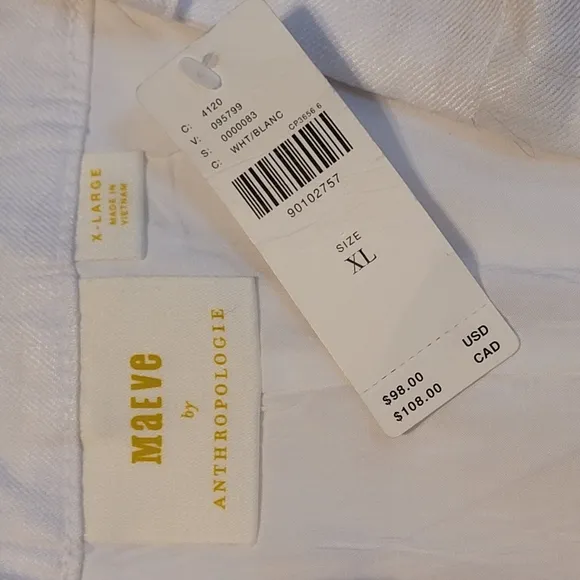 C: 4120
V: 095799
S: 0000083
C: WHT/BLANC
CP3656 6
90102757
SIZE
XL
$98.00 USD
$108.00 CAD
X-LARGE
MADE IN
VIETNAM
MAEVE
by
ANTHROPOLOGIE